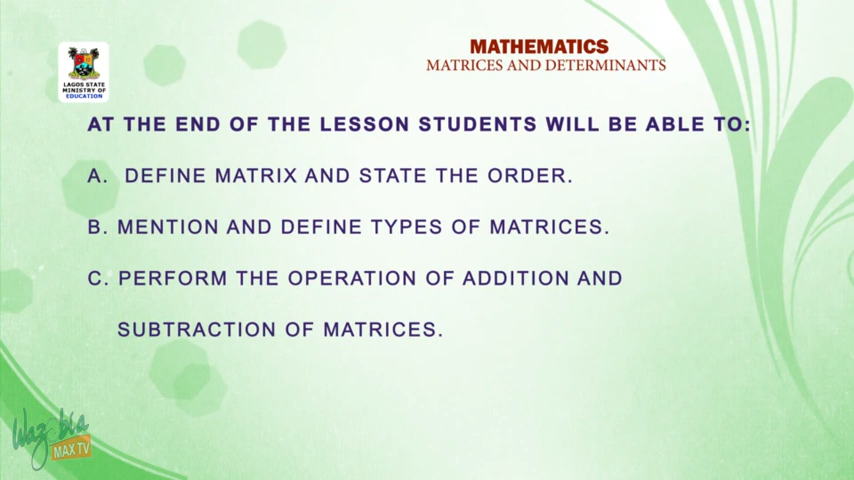 MATHEMATICS
MATRICES AND DETERMINANTS
LAGOS STATE
MINISTRY OF
EDUCATION
AT THE END OF THE LESSON STUDENTS WILL BE ABLE TO:
A. DEFINE MATRIX AND STATE THE ORDER.
B. MENTION AND DEFINE TYPES OF MATRICES.
C. PERFORM THE OPERATION OF ADDITION AND
SUBTRACTION OF MATRICES.
Wazobia
MAX TV